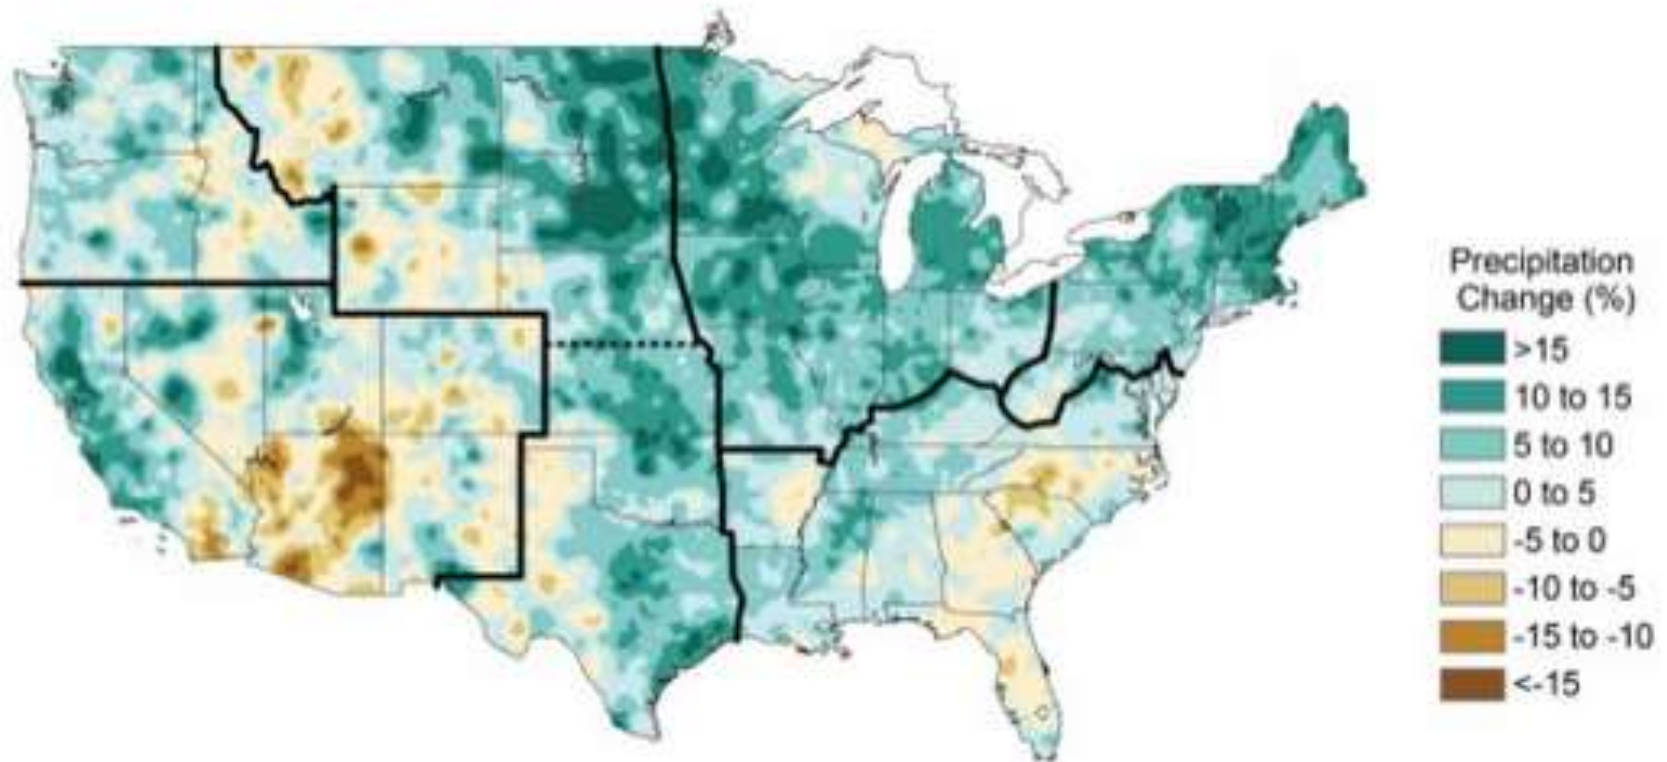 Precipitation
Change (%)
>15
10 to 15
5 to 10
0 to 5
-5 to 0
-10 to -5
-15 to -10
<-15